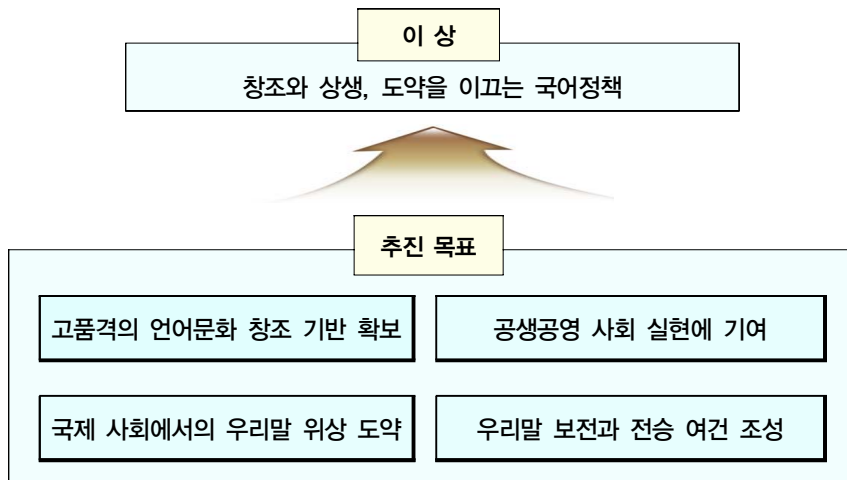 이 상
창조와 상생, 도약을 이끄는 국어정책
추진 목표
고품격의 언어문화 창조 기반 확보
공생공영 사회 실현에 기여
국제 사회에서의 우리말 위상 도약
우리말 보전과 전승 여건 조성